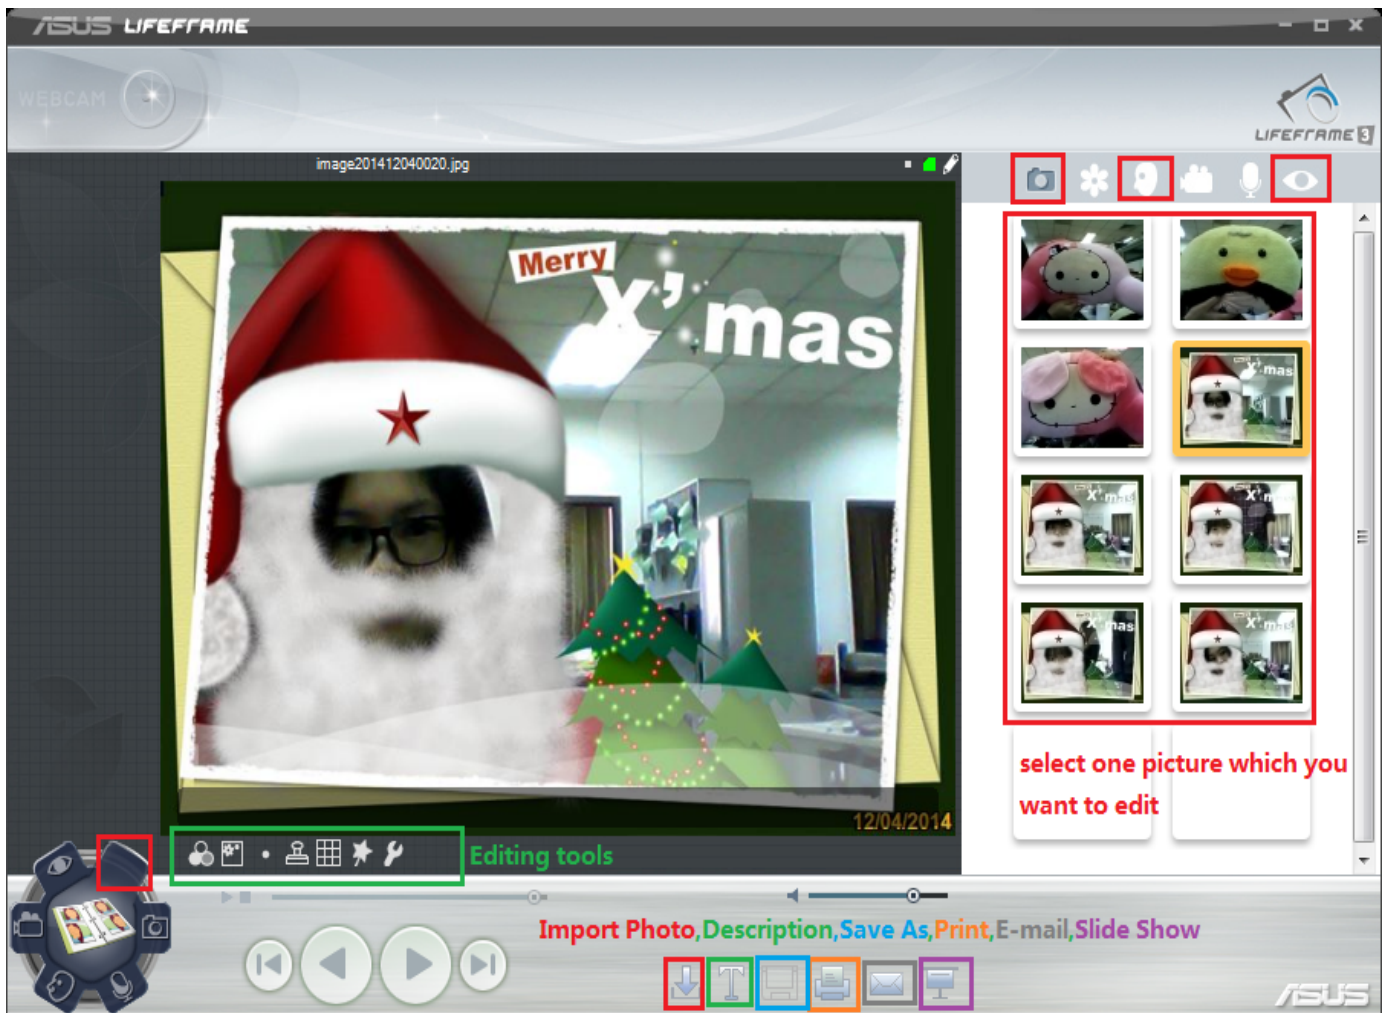 ASUS LIFEFRAME
WEBCAM
LIFEFRAME 3
image201412040020.jpg
Merry
X'mas
12/04/2014
select one picture which you
want to edit
Editing tools
Import Photo,Description,Save As,Print,E-mail,Slide Show
ASUS